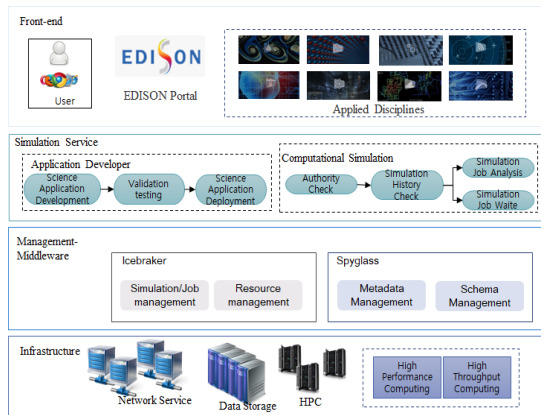 Front-end
EDISON
User
EDISON Portal
Applied Disciplines
Simulation Service
Application Developer
Science
Application
Development
Validation
testing
Science
Application
Deployment
Computational Simulation
Authority
Check
Simulation
History
Check
Simulation
Job Analysis
Simulation
Job Waite
Management-
Middleware
Icebraker
Simulation/Job
management
Resource
management
Spyglass
Metadata
Management
Schema
Management
Infrastructure
Network Service
Data Storage
HPC
High
Performance
Computing
High
Throughput
Computing